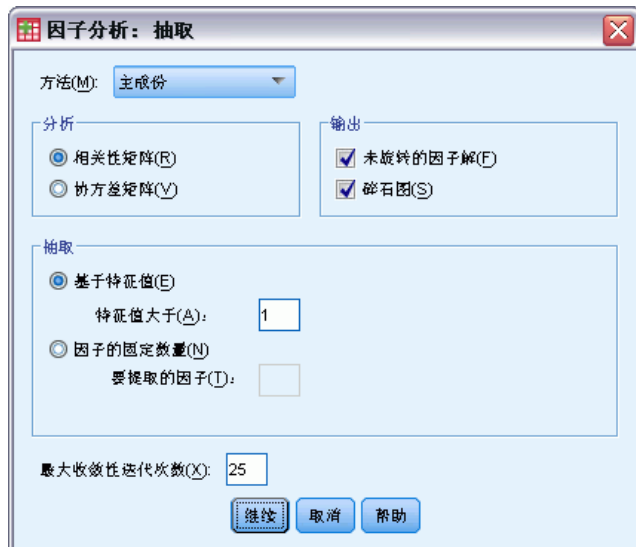 因子分析：抽取
方法(M): 主成份
分析
相关性矩阵(R)
协方差矩阵(V)
输出
未旋转的因子解(F)
碎石图(S)
抽取
基于特征值(E)
特征值大于(A): 1
因子的固定数量(N)
要提取的因子(T):
最大收敛性迭代次数(X): 25
继续 取消 帮助